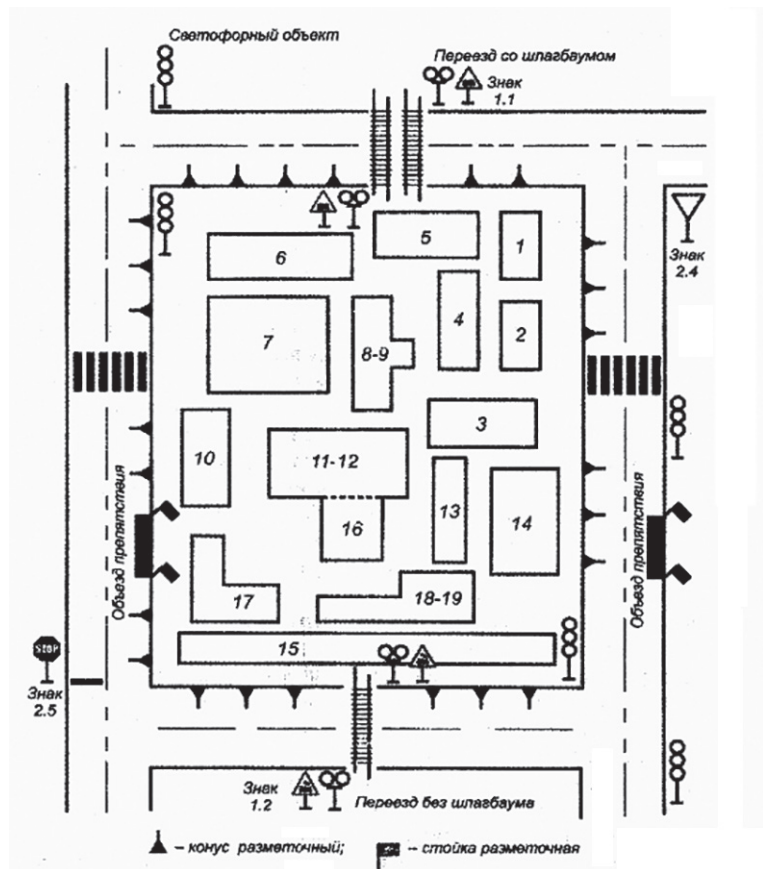 Светофорный объект
Переезд со шлагбаумом
Знак
1.1
Знак
2.4
5
1
6
4
2
7
8-9
3
10
11-12
13
14
16
Объезд препятствия
Объезд препятствия
17
18-19
15
STOP
Знак
2.5
Знак
1.2
Переезд без шлагбаума
– конус разметочный;
– стойка разметочная